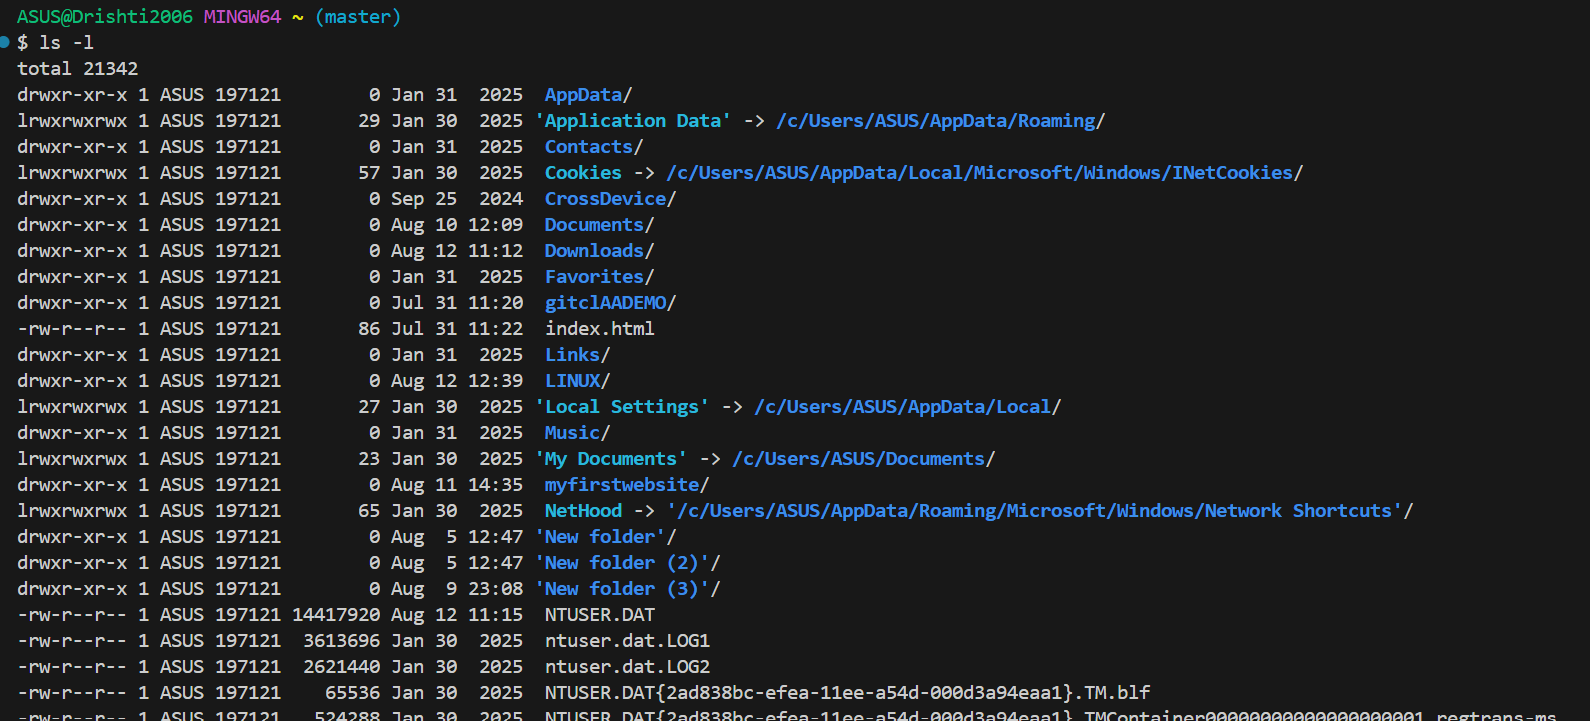 ASUS@Drishti2006 MINGW64 ~ (master)
$ ls -l
total 21342
drwxr-xr-x 1 ASUS 197121        0 Jan 31  2025  AppData/
lrwxrwxrwx 1 ASUS 197121       29 Jan 30  2025 'Application Data' -> /c/Users/ASUS/AppData/Roaming/
drwxr-xr-x 1 ASUS 197121        0 Jan 31  2025  Contacts/
lrwxrwxrwx 1 ASUS 197121       57 Jan 30  2025  Cookies -> /c/Users/ASUS/AppData/Local/Microsoft/Windows/INetCookies/
drwxr-xr-x 1 ASUS 197121        0 Sep 25  2024  CrossDevice/
drwxr-xr-x 1 ASUS 197121        0 Aug 10 12:09  Documents/
drwxr-xr-x 1 ASUS 197121        0 Aug 12 11:12  Downloads/
drwxr-xr-x 1 ASUS 197121        0 Jan 31  2025  Favorites/
drwxr-xr-x 1 ASUS 197121        0 Jul 31 11:20  gitclAADEMO/
-rw-r--r-- 1 ASUS 197121       86 Jul 31 11:22  index.html
drwxr-xr-x 1 ASUS 197121        0 Jan 31  2025  Links/
drwxr-xr-x 1 ASUS 197121        0 Aug 12 12:39  LINUX/
lrwxrwxrwx 1 ASUS 197121       27 Jan 30  2025 'Local Settings' -> /c/Users/ASUS/AppData/Local/
drwxr-xr-x 1 ASUS 197121        0 Jan 31  2025  Music/
lrwxrwxrwx 1 ASUS 197121       23 Jan 30  2025 'My Documents' -> /c/Users/ASUS/Documents/
drwxr-xr-x 1 ASUS 197121        0 Aug 11 14:35  myfirstwebsite/
lrwxrwxrwx 1 ASUS 197121       65 Jan 30  2025  NetHood -> '/c/Users/ASUS/AppData/Roaming/Microsoft/Windows/Network Shortcuts'/
drwxr-xr-x 1 ASUS 197121        0 Aug  5 12:47 'New folder'/
drwxr-xr-x 1 ASUS 197121        0 Aug  5 12:47 'New folder (2)'/
drwxr-xr-x 1 ASUS 197121        0 Aug  9 23:08 'New folder (3)'/
-rw-r--r-- 1 ASUS 197121 14417920 Aug 12 11:15  NTUSER.DAT
-rw-r--r-- 1 ASUS 197121  3613696 Jan 30  2025  ntuser.dat.LOG1
-rw-r--r-- 1 ASUS 197121  2621440 Jan 30  2025  ntuser.dat.LOG2
-rw-r--r-- 1 ASUS 197121    65536 Jan 30  2025  NTUSER.DAT{2ad838bc-efea-11ee-a54d-000d3a94eaa1}.TM.blf
-rw-r--r-- 1 ASUS 197121   524288 Jan 30  2025